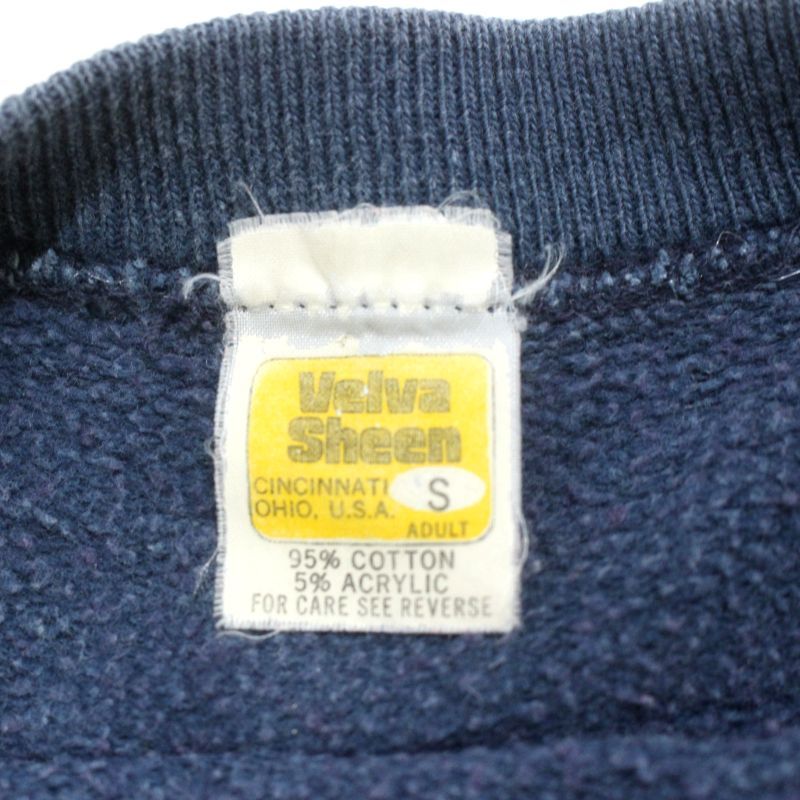 Velva
Sheen
CINCINNATI
OHIO, U.S.A.
S
ADULT
95% COTTON
5% ACRYLIC
FOR CARE SEE REVERSE